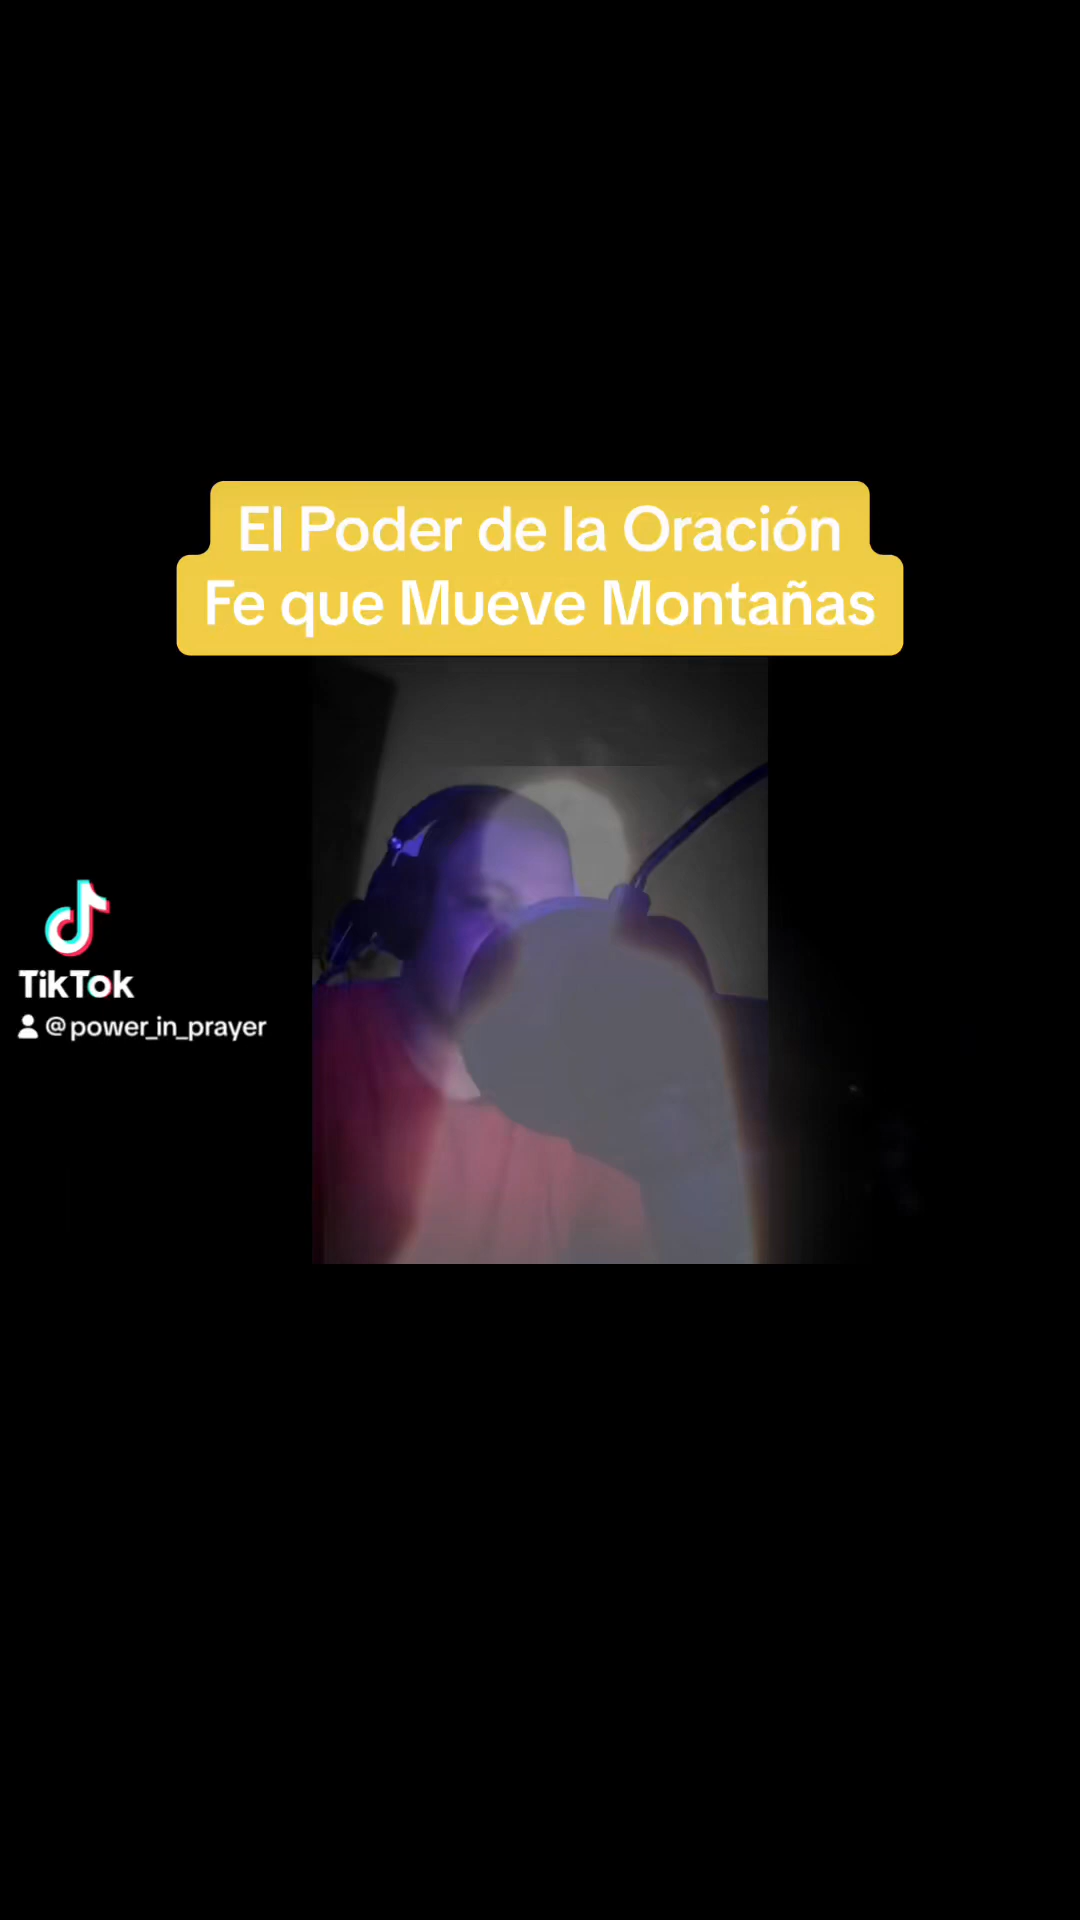 El Poder de la Oración
Fe que Mueve Montañas
TikTok
@power_in_prayer